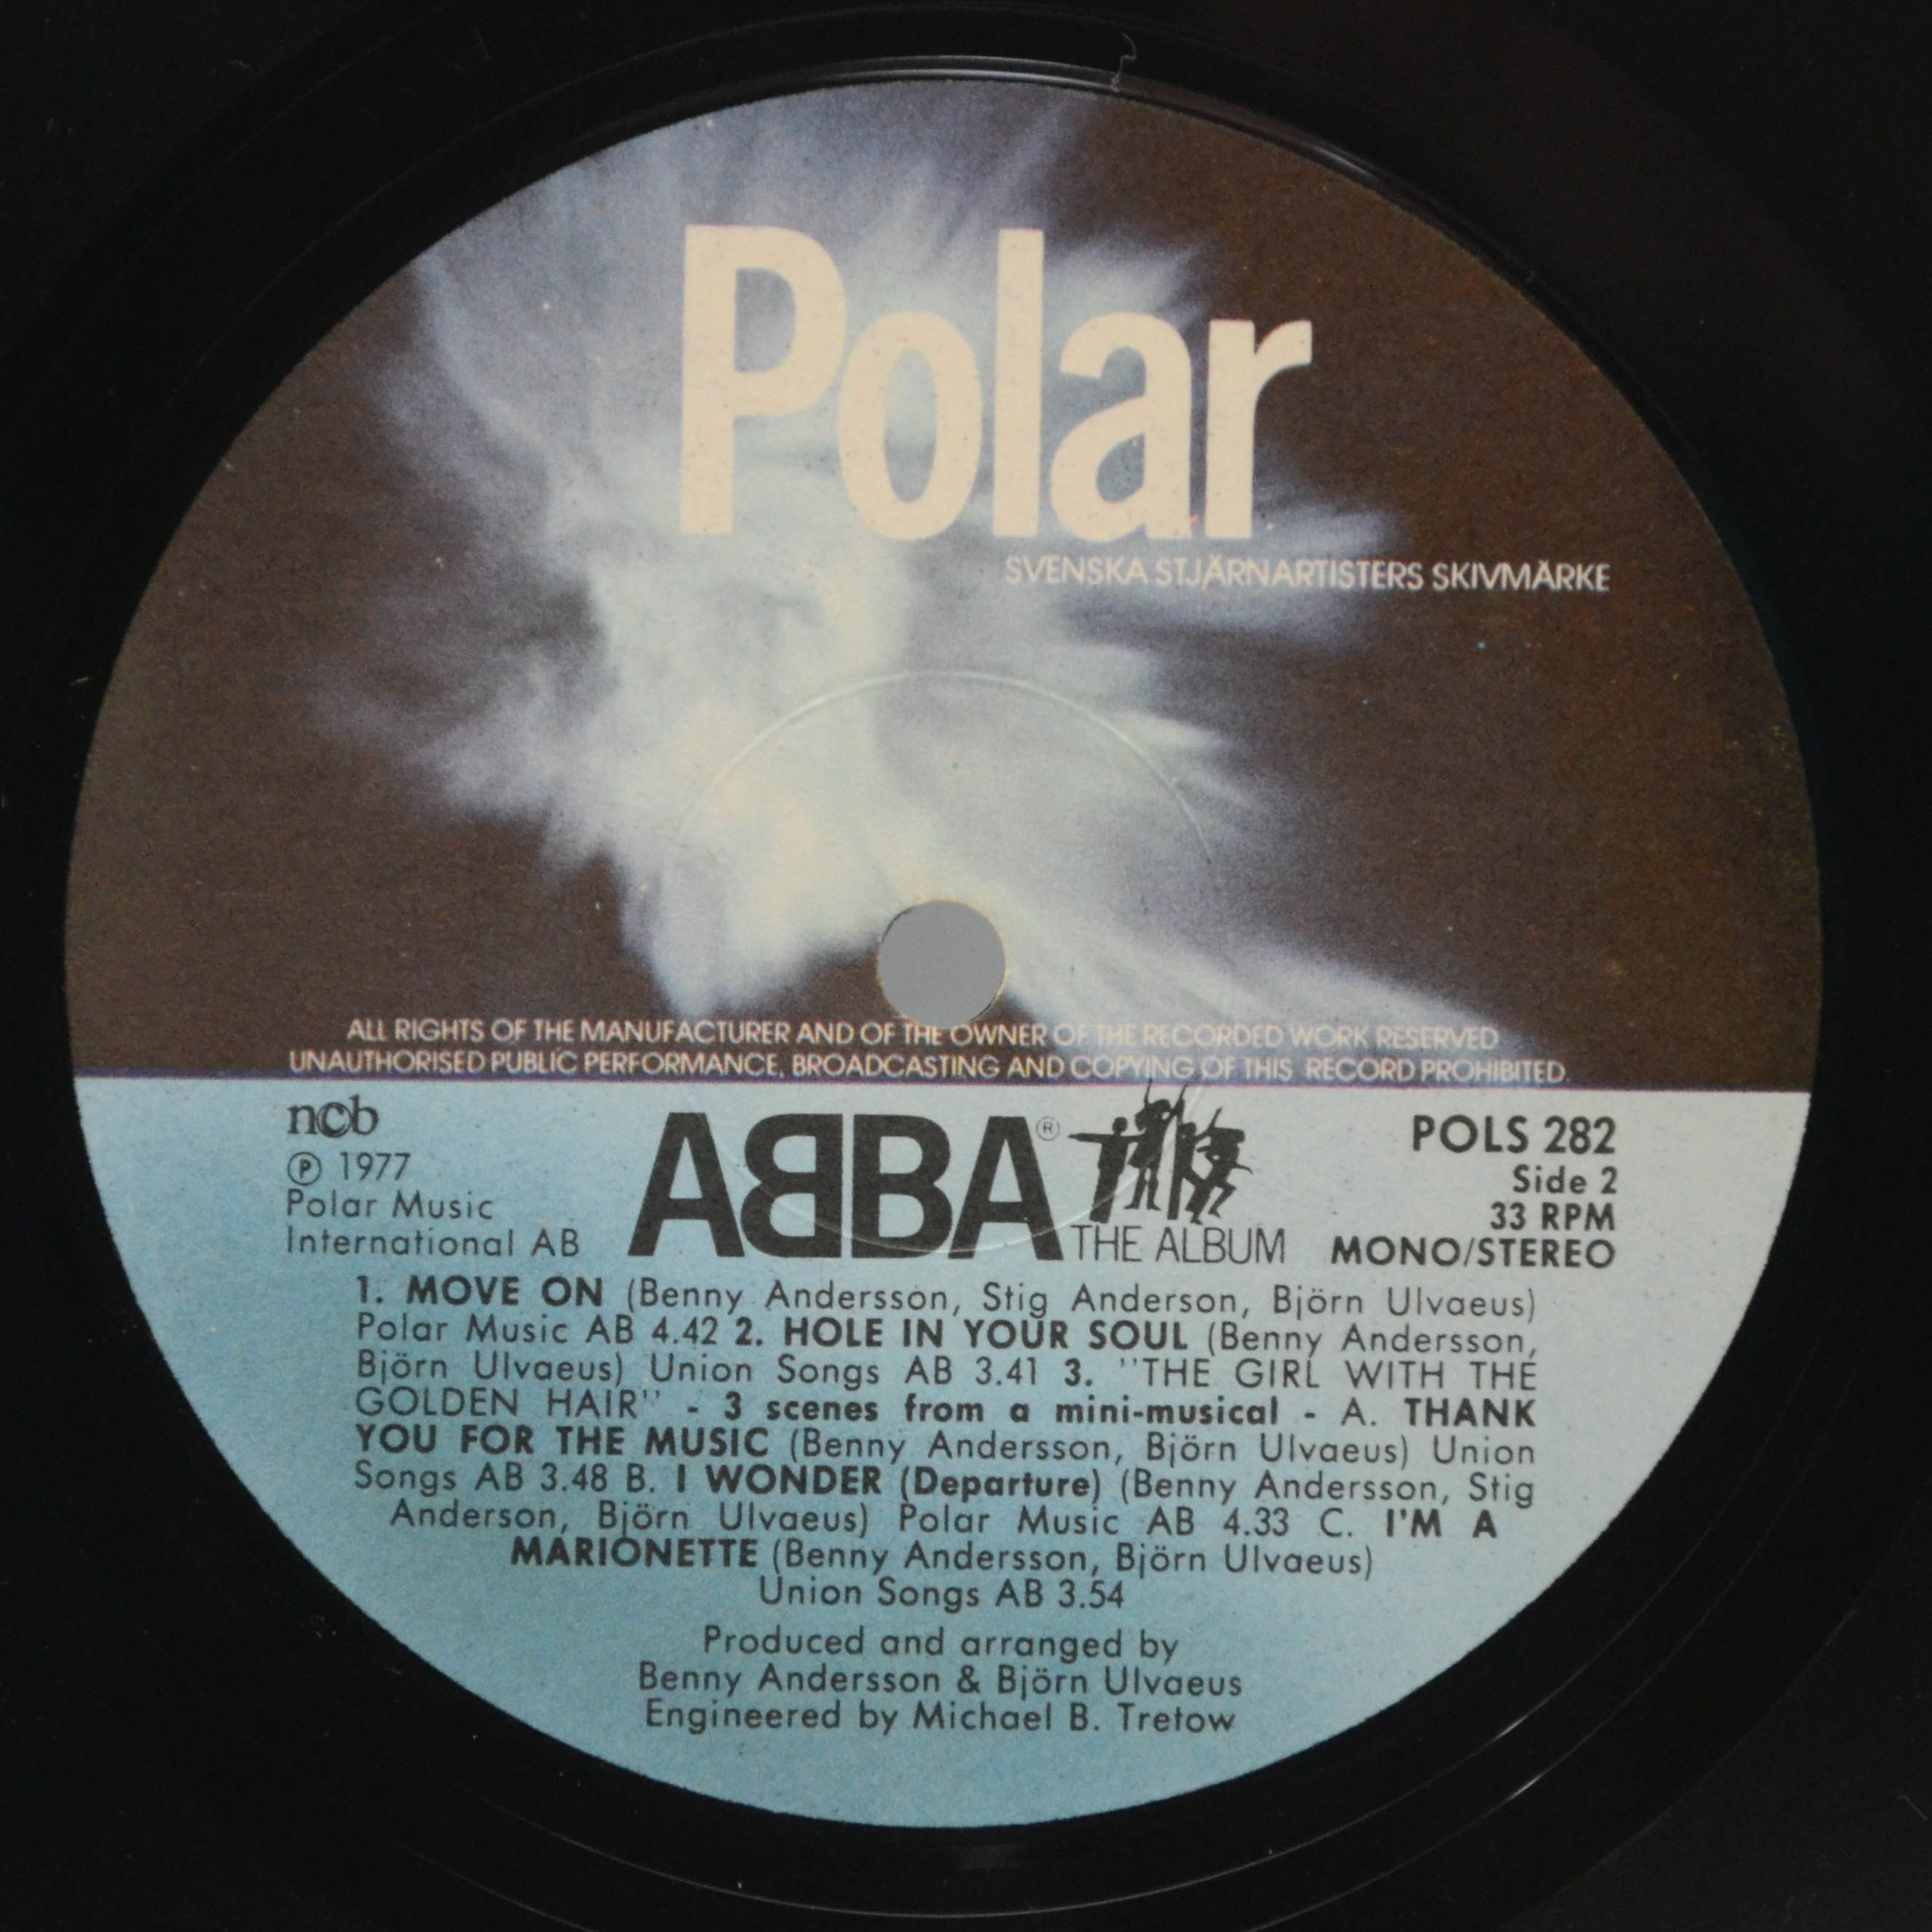 Polar
SVENSKA STJÄRNARTISTERS SKIVMÄRKE
ALL RIGHTS OF THE MANUFACTURER AND OF THE OWNER OF THE RECORDED WORK RESERVED
UNAUTHORISED PUBLIC PERFORMANCE, BROADCASTING AND COPYING OF THIS RECORD PROHIBITED.
ncb
℗ 1977
Polar Music
International AB
ABBA®
THE ALBUM
POLS 282
Side 2
33 RPM
MONO/STEREO
1. MOVE ON (Benny Andersson, Stig Anderson, Björn Ulvaeus)
Polar Music AB 4.42 2. HOLE IN YOUR SOUL (Benny Andersson,
Björn Ulvaeus) Union Songs AB 3.41 3. "THE GIRL WITH THE
GOLDEN HAIR" - 3 scenes from a mini-musical - A. THANK
YOU FOR THE MUSIC (Benny Andersson, Björn Ulvaeus) Union
Songs AB 3.48 B. I WONDER (Departure) (Benny Andersson, Stig
Anderson, Björn Ulvaeus) Polar Music AB 4.33 C. I'M A
MARIONETTE (Benny Andersson, Björn Ulvaeus)
Union Songs AB 3.54
Produced and arranged by
Benny Andersson & Björn Ulvaeus
Engineered by Michael B. Tretow